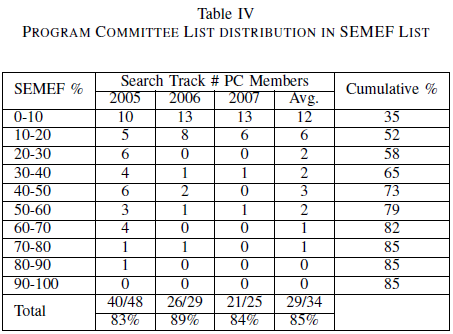 Table IV
PROGRAM COMMITTEE LIST DISTRIBUTION IN SEMEF LIST
SEMEF % Search Track # PC Members Cumulative %
2005 2006 2007 Avg.
0-10 10 13 13 12 35
10-20 5 8 6 6 52
20-30 6 0 0 2 58
30-40 4 1 1 2 65
40-50 6 2 0 3 73
50-60 3 1 1 2 79
60-70 4 0 0 1 82
70-80 1 1 0 1 85
80-90 1 0 0 0 85
90-100 0 0 0 0 85
Total 40/48 26/29 21/25 29/34
83% 89% 84% 85%